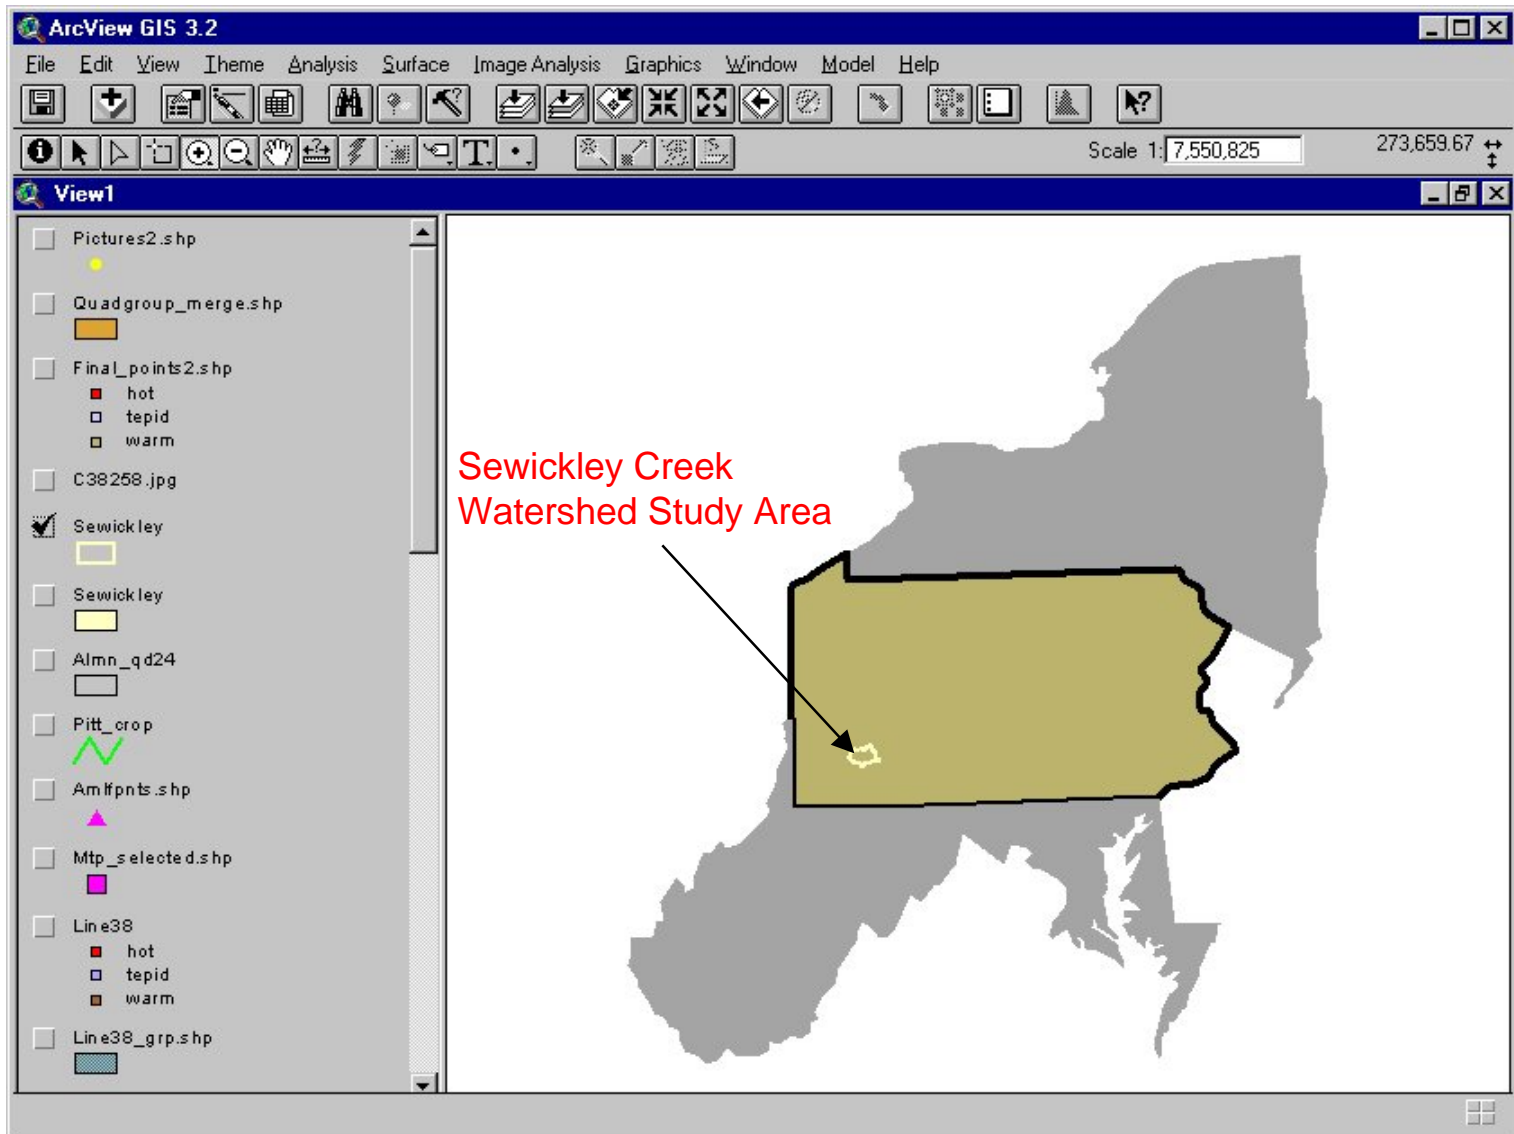 ArcView GIS 3.2
File Edit View Theme Analysis Surface Image Analysis Graphics Window Model Help
Scale 1: 7,550,825 273,659.67
View1
Pictures2.shp
Quadgroup_merge.shp
Final_points2.shp
hot
tepid
warm
C38258.jpg
Sewickley
Sewickley
Almn_qd24
Pitt_crop
Amlfpnts.shp
Mtp_selected.shp
Line38
hot
tepid
warm
Line38_grp.shp
Sewickley Creek
Watershed Study Area